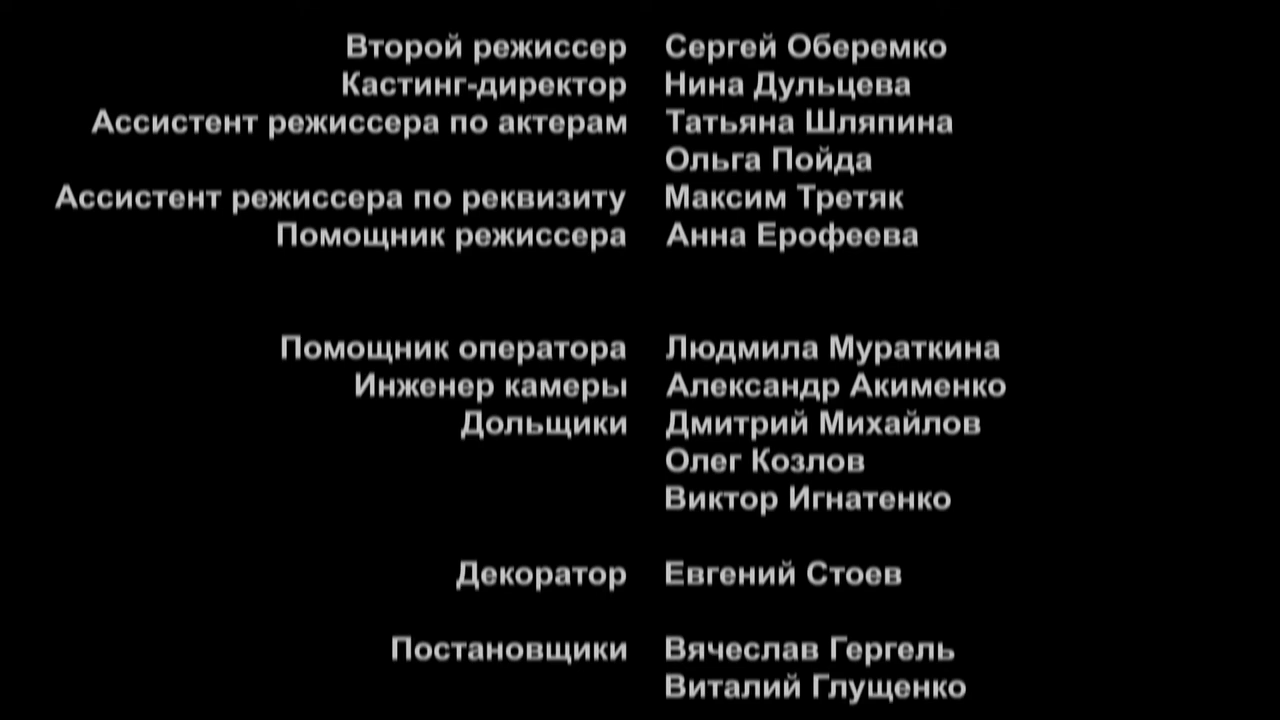 Второй режиссер Сергей Оберемко
Кастинг-директор Нина Дульцева
Ассистент режиссера по актерам Татьяна Шляпина
Ольга Пойда
Ассистент режиссера по реквизиту Максим Третяк
Помощник режиссера Анна Ерофеева
Помощник оператора Людмила Мураткина
Инженер камеры Александр Акименко
Дольщики Дмитрий Михайлов
Олег Козлов
Виктор Игнатенко
Декоратор Евгений Стоев
Постановщики Вячеслав Гергель
Виталий Глущенко